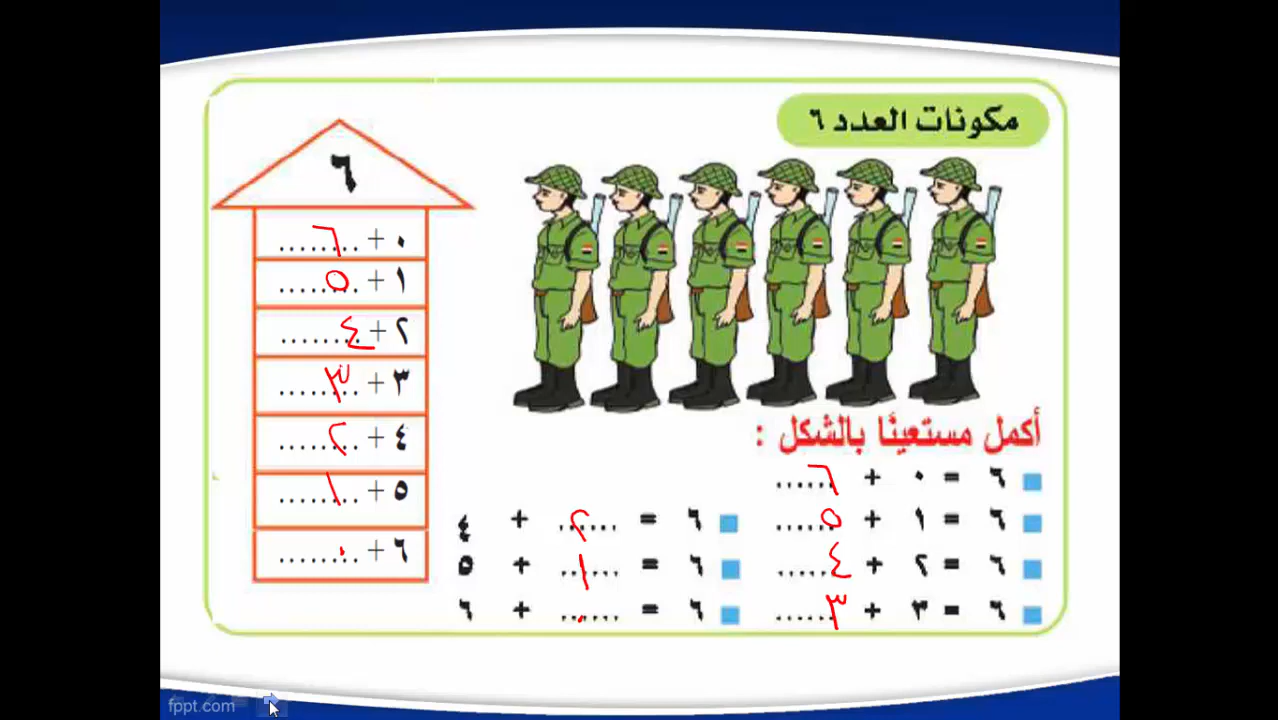 مكونات العدد ٦
٦
٠ + ٦........
١ + ٥........
٢ + ٤........
٣ + ٣........
٤ + ٢........
٥ + ١........
٦ + ٠........
أكمل مستعينًا بالشكل :
٦ = ٠ + ٦......
٦ = ١ + ٥......
٦ = ٢ + ٤......
٦ = ٣ + ٣......
٦ = ...٢... + ٤
٦ = ...١... + ٥
٦ = ...٠... + ٦
fppt.com